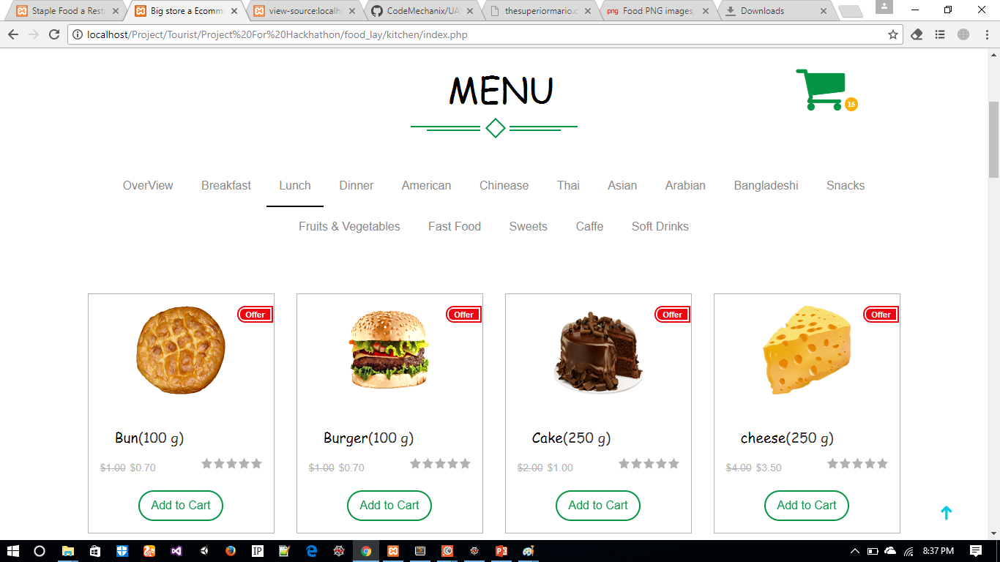 Staple Food a Resta
Big store a Ecomm
view-source:localh
CodeMechanix/UA
thesuperiormario.c
png Food PNG images,
Downloads
localhost/Project/Tourist/Project%20For%20Hackhathon/food_lay/kitchen/index.php
MENU
15
OverView Breakfast Lunch Dinner American Chinease Thai Asian Arabian Bangladeshi Snacks
Fruits & Vegetables Fast Food Sweets Caffe Soft Drinks
Offer Offer Offer Offer
Bun(100 g) Burger(100 g) Cake(250 g) cheese(250 g)
$1.00 $0.70 $1.00 $0.70 $2.00 $1.00 $4.00 $3.50
Add to Cart Add to Cart Add to Cart Add to Cart
IP
8:37 PM